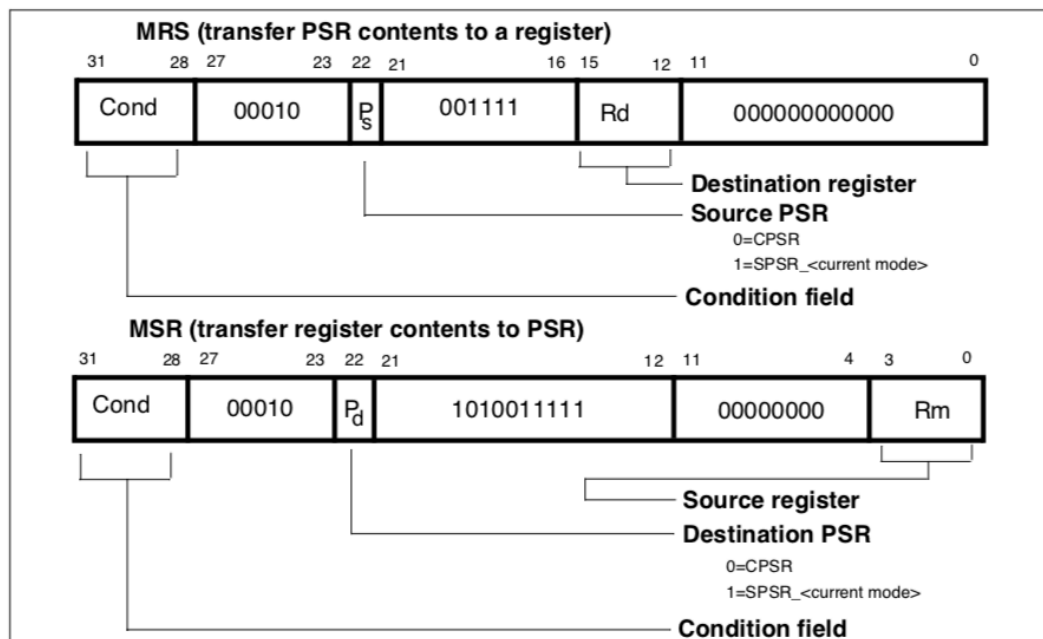 MRS (transfer PSR contents to a register)
31 28 27 23 22 21 16 15 12 11 0
Cond 00010 Ps 001111 Rd 000000000000
Destination register
Source PSR
0=CPSR
1=SPSR_<current mode>
Condition field
MSR (transfer register contents to PSR)
31 28 27 23 22 21 12 11 4 3 0
Cond 00010 Pd 1010011111 00000000 Rm
Source register
Destination PSR
0=CPSR
1=SPSR_<current mode>
Condition field